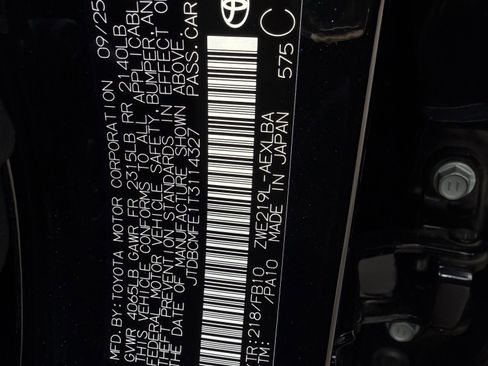 MFD. BY: TOYOTA MOTOR CORPORATION 09/25
GVWR 4065LB GAWR FR 2315LB RR 2140LB
THIS VEHICLE CONFORMS TO ALL APPLICABL
FEDERAL MOTOR VEHICLE SAFETY, BUMPER, AN
THEFT PREVENTION STANDARDS IN EFFECT O
THE DATE OF MANUFACTURE SHOWN ABOVE.
JTDBCMFE1T3114327 PASS. CAR
C
/TR:218/FB10 ZWE219L-AEXLBA
/PA10 MADE IN JAPAN 575
TM: